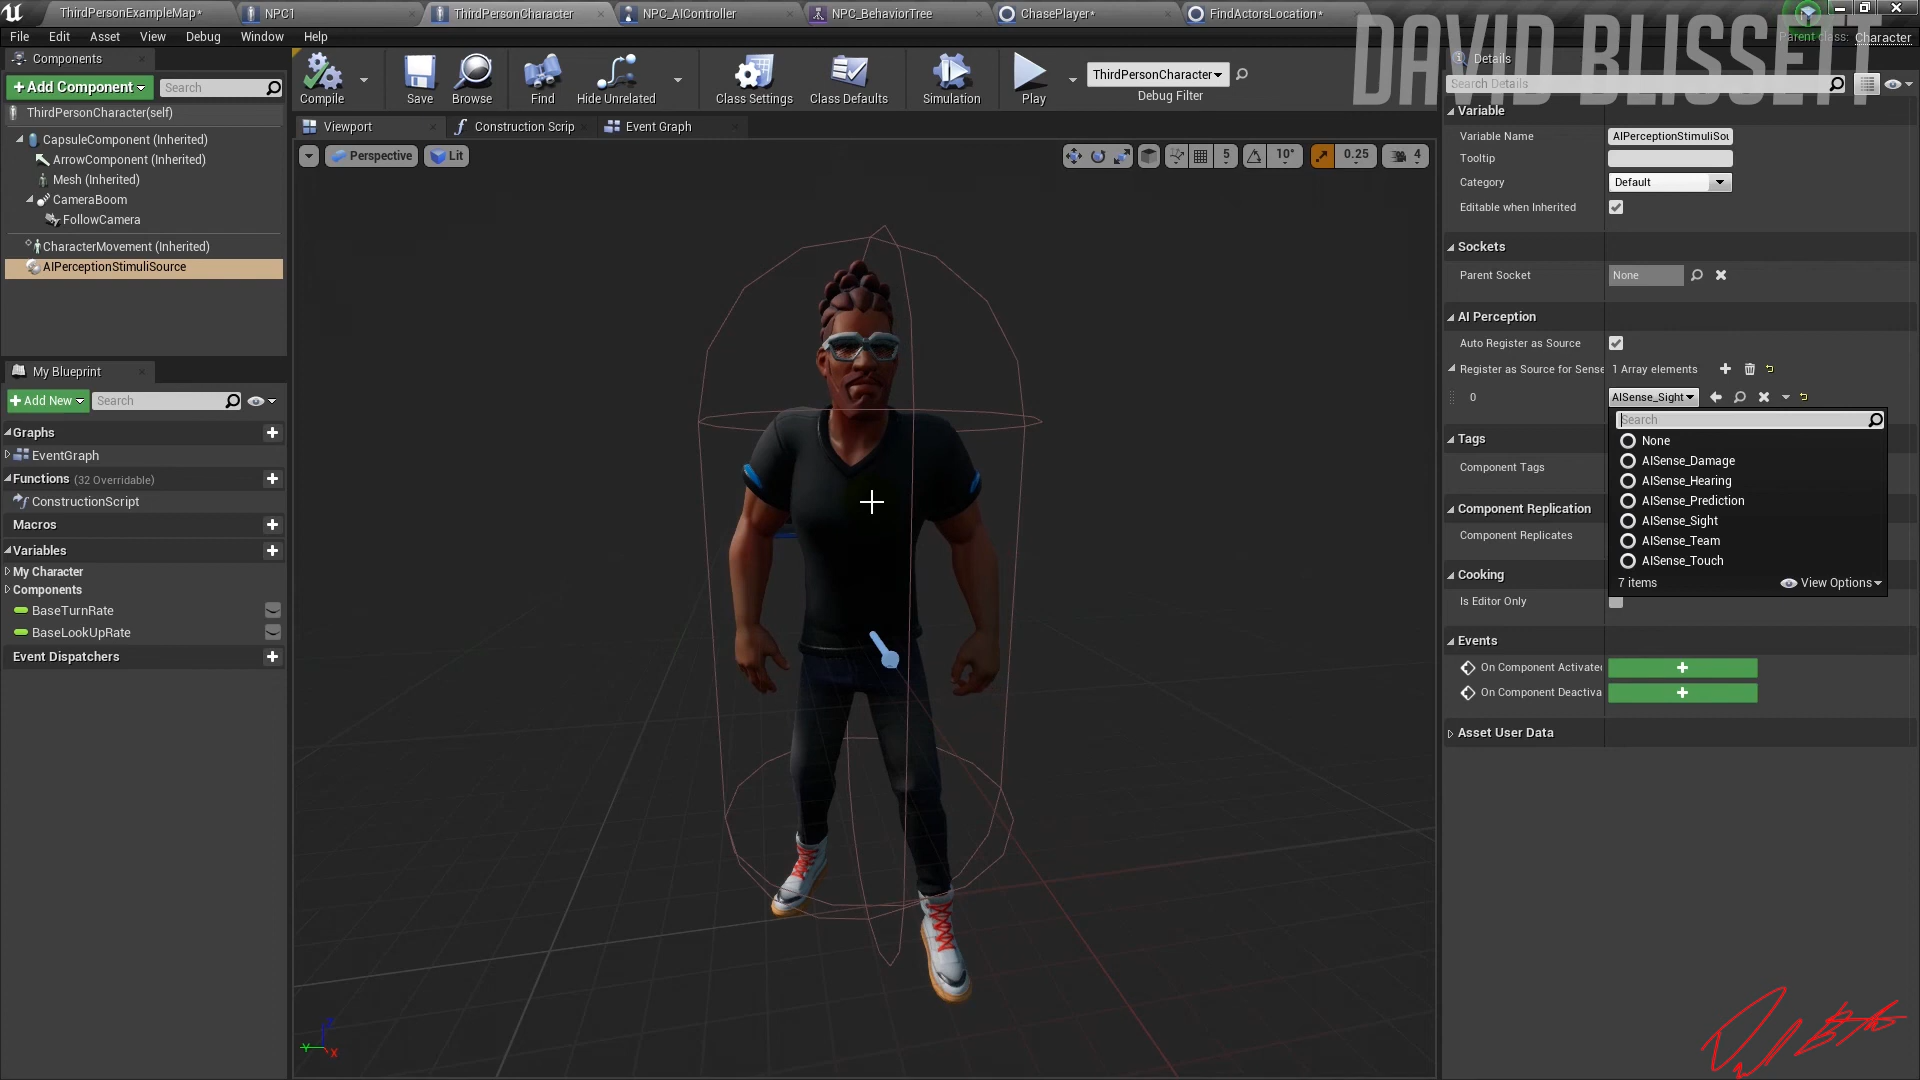 ThirdPersonExampleMap*
NPC1
ThirdPersonCharacter
NPC_AIController
NPC_BehaviorTree
ChasePlayer*
FindActorsLocation*
DAVID BLISSETT
File Edit Asset View Debug Window Help
Parent class: Character
Components
+Add Component
Search
ThirdPersonCharacter(self)
CapsuleComponent (Inherited)
ArrowComponent (Inherited)
Mesh (Inherited)
CameraBoom
FollowCamera
CharacterMovement (Inherited)
AIPerceptionStimuliSource
My Blueprint
+Add New
Search
Graphs
EventGraph
Functions (32 Overridable)
ConstructionScript
Macros
Variables
My Character
Components
BaseTurnRate
BaseLookUpRate
Event Dispatchers
Compile
Save
Browse
Find
Hide Unrelated
Class Settings
Class Defaults
Simulation
Play
ThirdPersonCharacter
Debug Filter
Viewport
Construction Scrip
Event Graph
Perspective
Lit
5
10°
0.25
4
Z
Y
X
Details
Search Details
Variable
Variable Name AIPerceptionStimuliSou
Tooltip
Category Default
Editable when Inherited
Sockets
Parent Socket None
AI Perception
Auto Register as Source
Register as Source for Sense 1 Array elements
0 AISense_Sight
Search
None
AISense_Damage
AISense_Hearing
AISense_Prediction
AISense_Sight
AISense_Team
AISense_Touch
7 items View Options
Tags
Component Tags
Component Replication
Component Replicates
Cooking
Is Editor Only
Events
On Component Activated
On Component Deactiva
Asset User Data